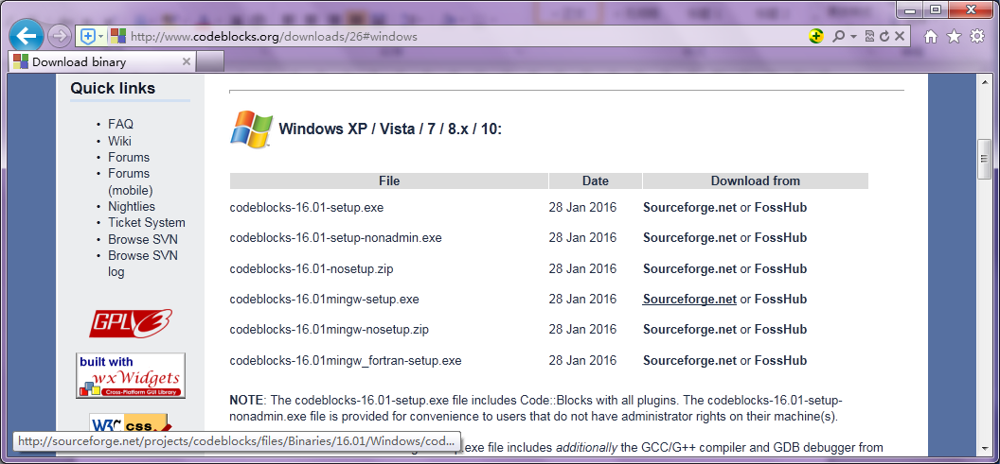 http://www.codeblocks.org/downloads/26#windows
Download binary
Quick links
• FAQ
• Wiki
• Forums
• Forums
(mobile)
• Nightlies
• Ticket System
• Browse SVN
• Browse SVN
log
GPLv3
built with
wxWidgets
Cross-Platform GUI Library
W3C css
Windows XP / Vista / 7 / 8.x / 10:
File Date Download from
codeblocks-16.01-setup.exe 28 Jan 2016 Sourceforge.net or FossHub
codeblocks-16.01-setup-nonadmin.exe 28 Jan 2016 Sourceforge.net or FossHub
codeblocks-16.01-nosetup.zip 28 Jan 2016 Sourceforge.net or FossHub
codeblocks-16.01mingw-setup.exe 28 Jan 2016 Sourceforge.net or FossHub
codeblocks-16.01mingw-nosetup.zip 28 Jan 2016 Sourceforge.net or FossHub
codeblocks-16.01mingw_fortran-setup.exe 28 Jan 2016 Sourceforge.net or FossHub
NOTE: The codeblocks-16.01-setup.exe file includes Code::Blocks with all plugins. The codeblocks-16.01-setup-
nonadmin.exe file is provided for convenience to users that do not have administrator rights on their machine(s).
.exe file includes additionally the GCC/G++ compiler and GDB debugger from
http://sourceforge.net/projects/codeblocks/files/Binaries/16.01/Windows/cod...